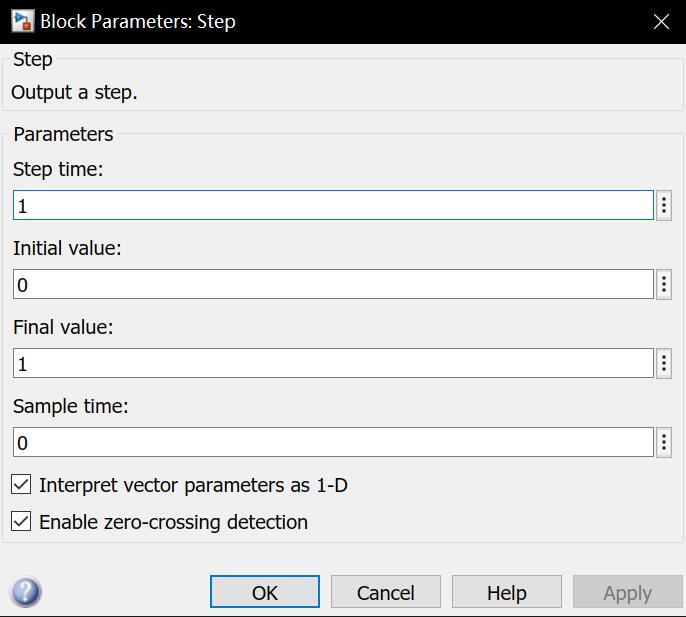 Block Parameters: Step
Step
Output a step.
Parameters
Step time:
1
Initial value:
0
Final value:
1
Sample time:
0
Interpret vector parameters as 1-D
Enable zero-crossing detection
? OK Cancel Help Apply